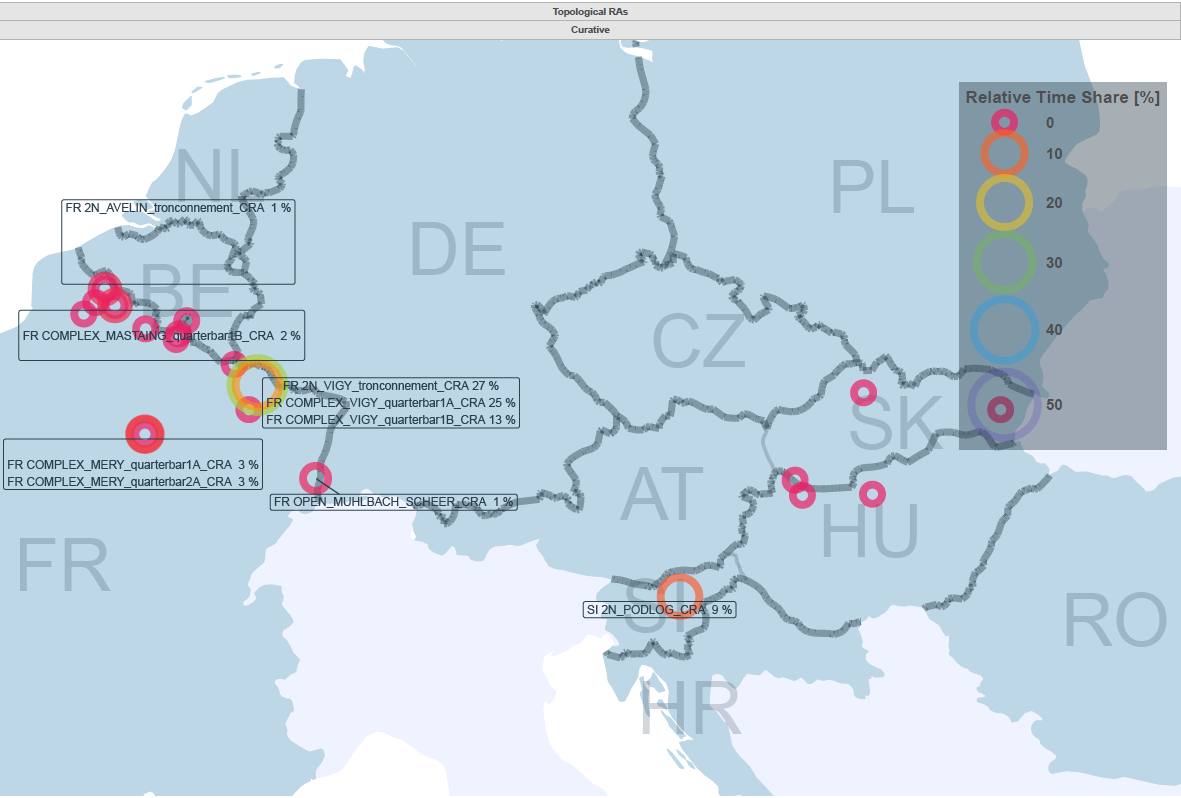 Topological RAs
Curative
Relative Time Share [%]
0
10
20
30
40
50
NL
PL
FR 2N_AVELIN_tronconnement_CRA 1 %
DE
BE
FR COMPLEX_MASTAING_quarterbar1B_CRA 2 %
CZ
FR 2N_VIGY_tronconnement_CRA 27 %
FR COMPLEX_VIGY_quarterbar1A_CRA 25 %
FR COMPLEX_VIGY_quarterbar1B_CRA 13 %
SK
FR COMPLEX_MERY_quarterbar1A_CRA 3 %
FR COMPLEX_MERY_quarterbar2A_CRA 3 %
FR OPEN_MUHLBACH_SCHEER_CRA 1 %
AT
HU
FR
SI
SI 2N_PODLOG_CRA 9 %
RO
HR